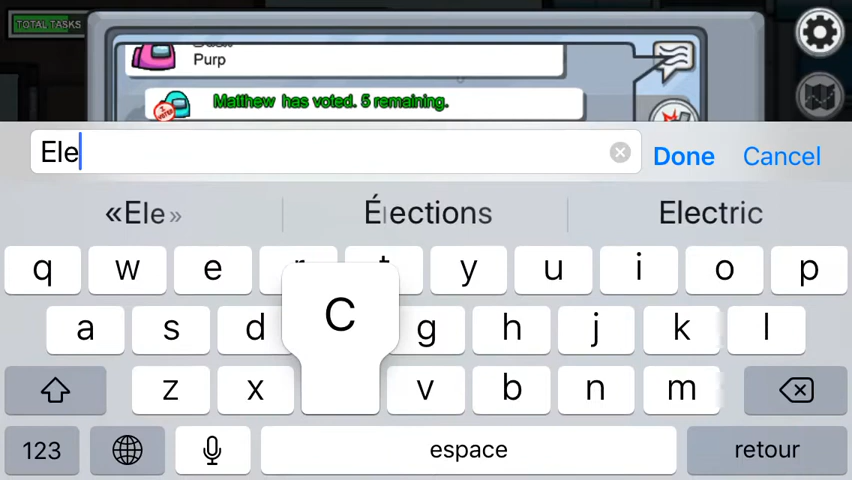 TOTAL TASKS
Purp
Matthew has voted. 5 remaining.
Ele
Done
Cancel
«Ele»
Élections
Electric
q w e r t y u i o p
a s d g h j k l
C
z x v b n m
123
espace
retour